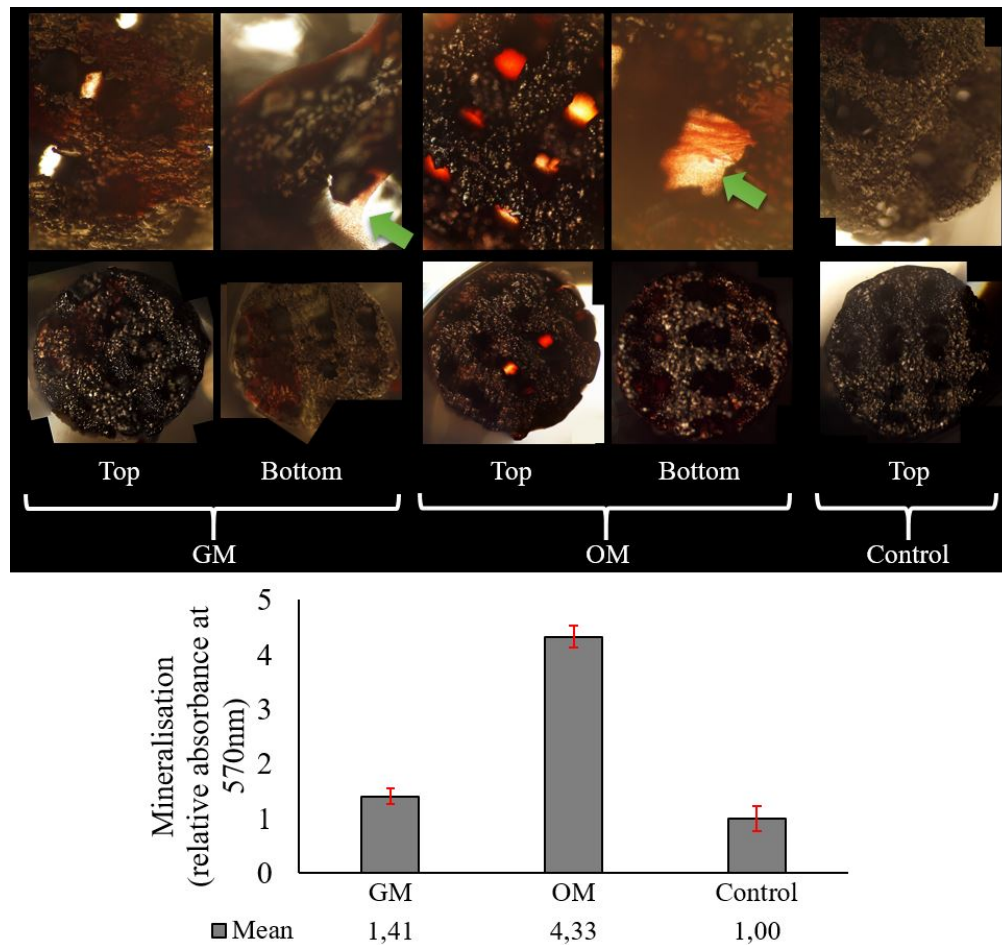 Top Bottom Top Bottom Top
GM OM Control
Mineralisation
(relative absorbance at
570nm)
5
4
3
2
1
0
GM OM Control
Mean 1,41 4,33 1,00